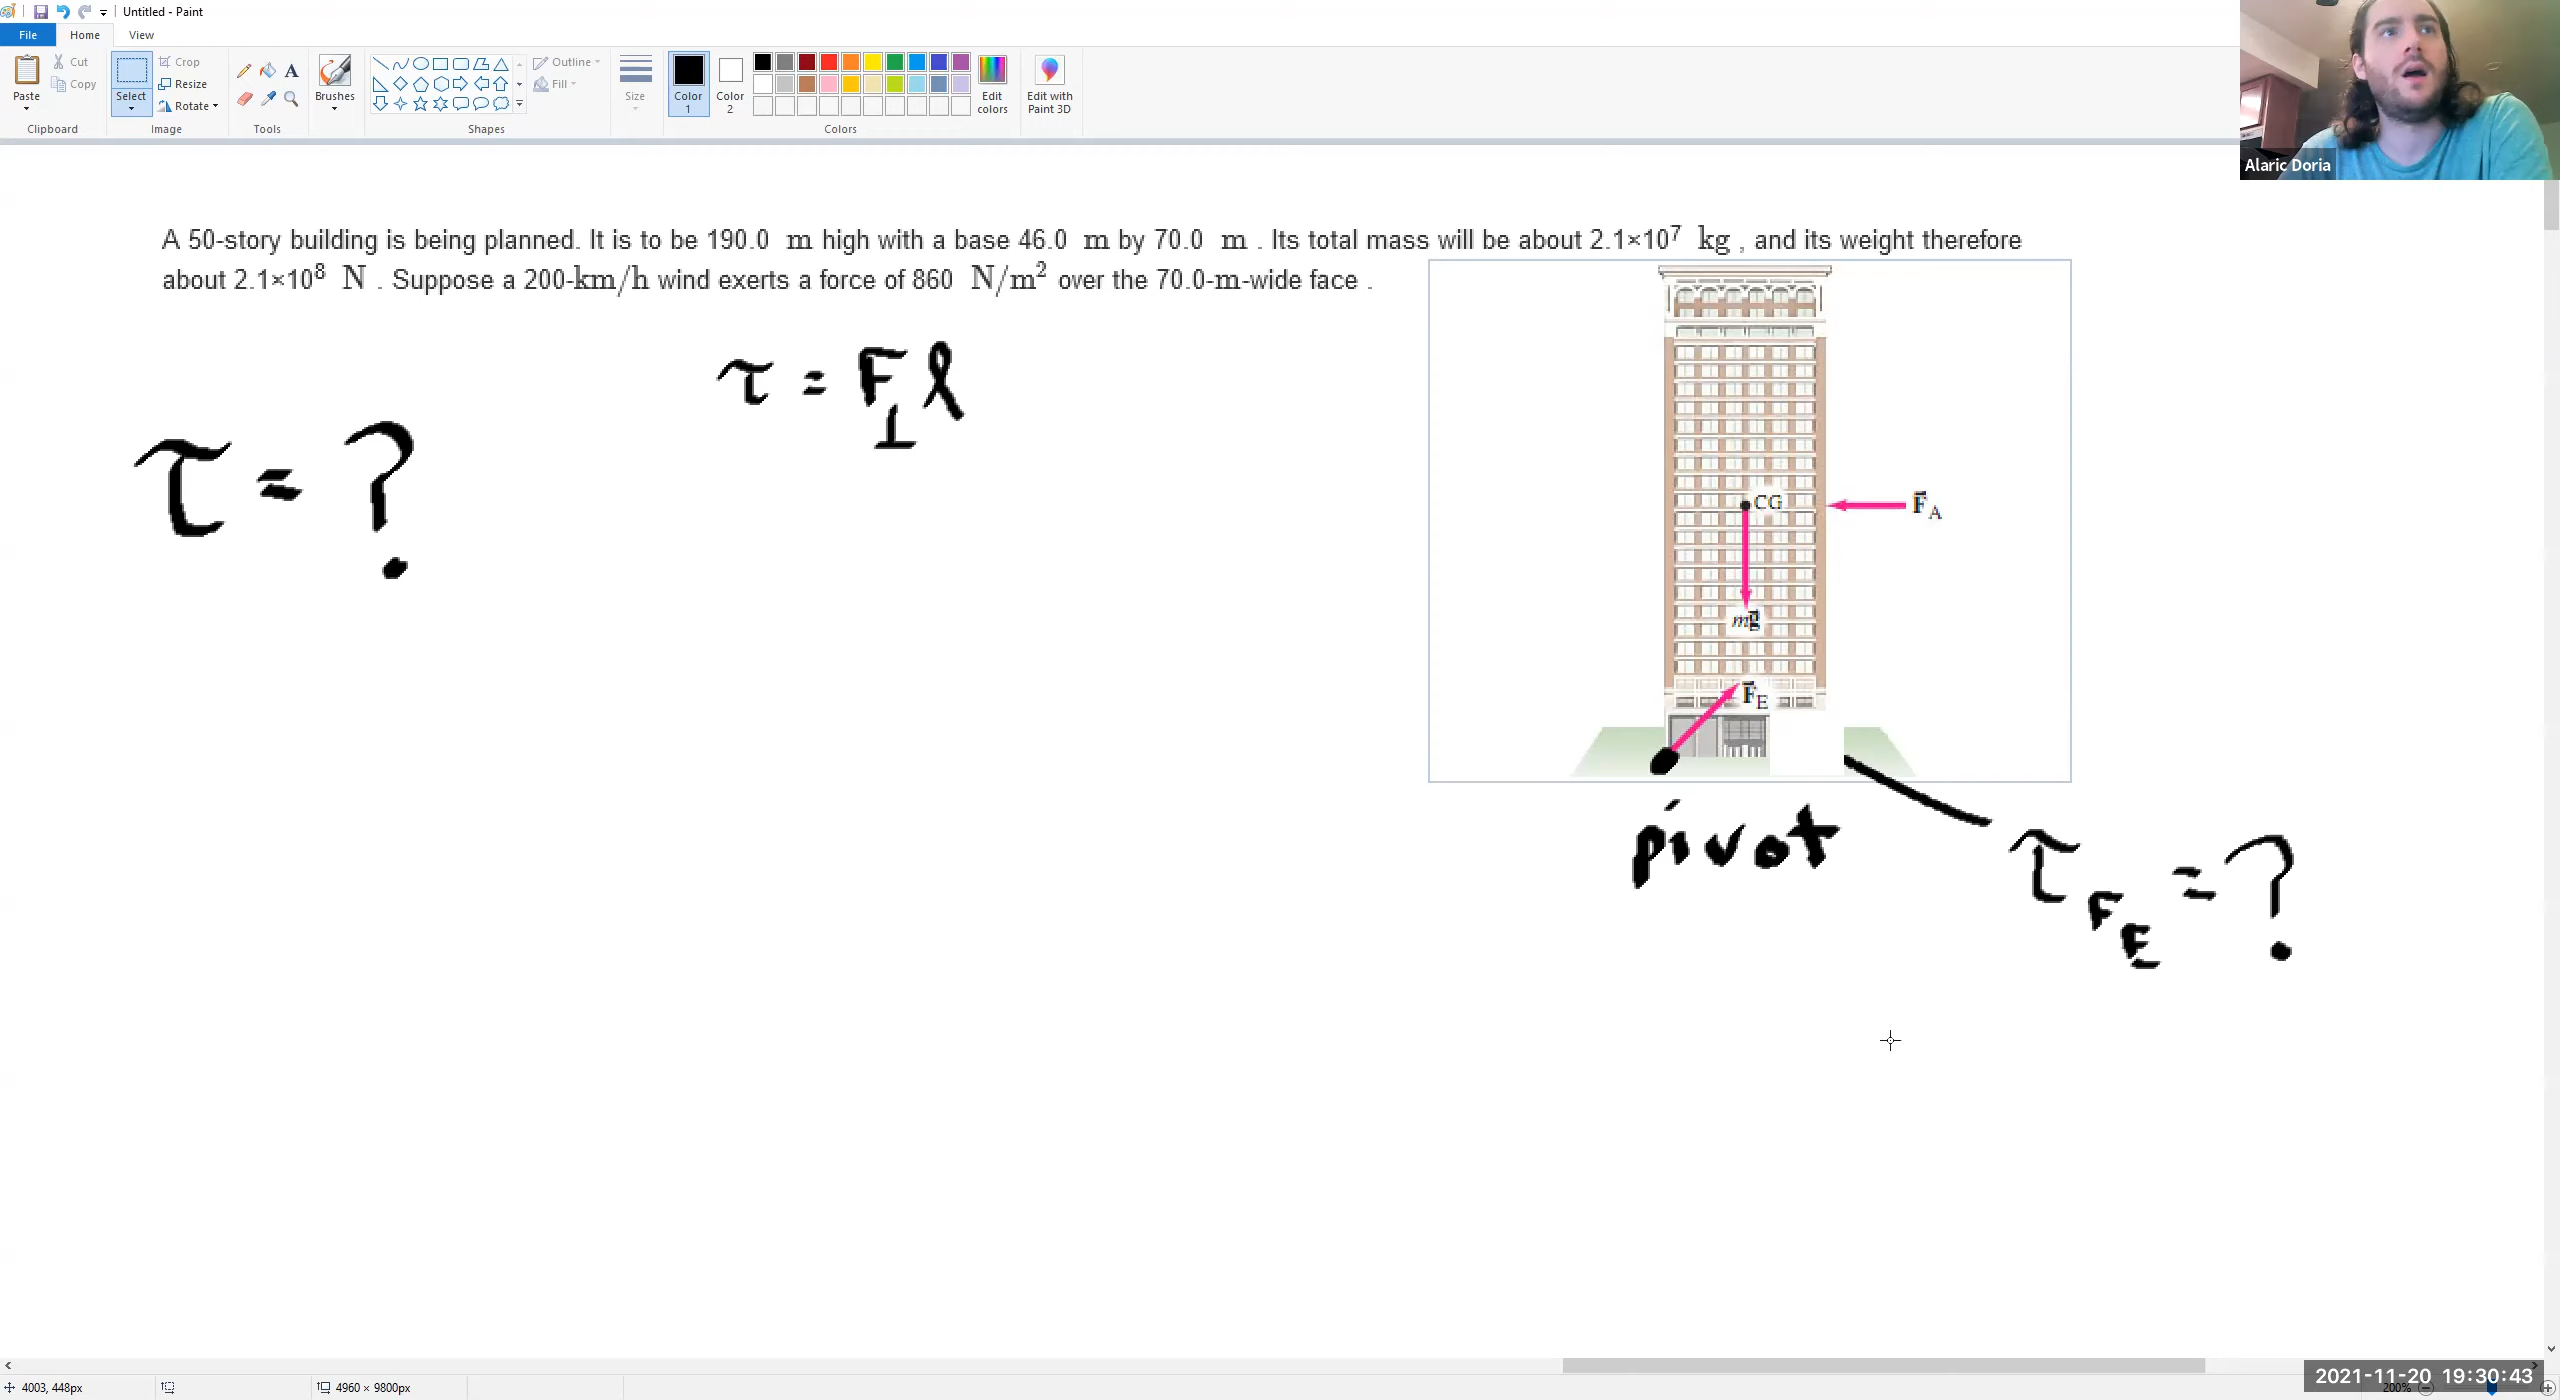 Untitled - Paint
File Home View
Paste Cut Copy Clipboard
Select Crop Resize Rotate Image
Tools
Brushes
Shapes Outline Fill
Size
Color 1 Color 2 Edit colors Colors
Edit with Paint 3D
Alaric Doria
A 50-story building is being planned. It is to be 190.0 m high with a base 46.0 m by 70.0 m . Its total mass will be about 2.1×10⁷ kg , and its weight therefore
about 2.1×10⁸ N . Suppose a 200-km/h wind exerts a force of 860 N/m² over the 70.0-m-wide face .
τ = F⊥ ℓ
τ = ?
CG
F⃗A
mg⃗
F⃗E
pivot
τ_FE = ?
4003, 448px
4960 × 9800px
200%
2021-11-20 19:30:43